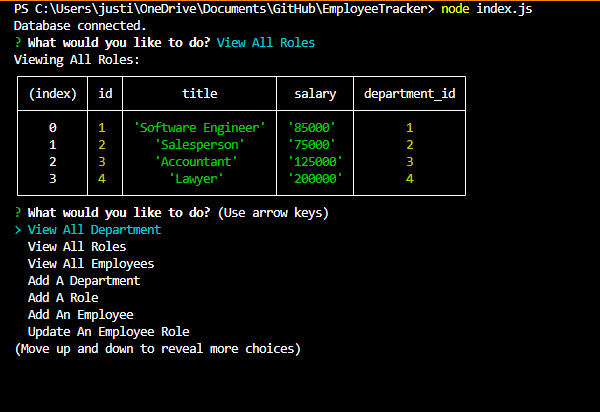 PS C:\Users\justi\OneDrive\Documents\GitHub\EmployeeTracker> node index.js
Database connected.
? What would you like to do? View All Roles
Viewing All Roles:
(index) id title salary department_id
0 1 'Software Engineer' '85000' 1
1 2 'Salesperson' '75000' 2
2 3 'Accountant' '125000' 3
3 4 'Lawyer' '200000' 4
? What would you like to do? (Use arrow keys)
> View All Department
View All Roles
View All Employees
Add A Department
Add A Role
Add An Employee
Update An Employee Role
(Move up and down to reveal more choices)